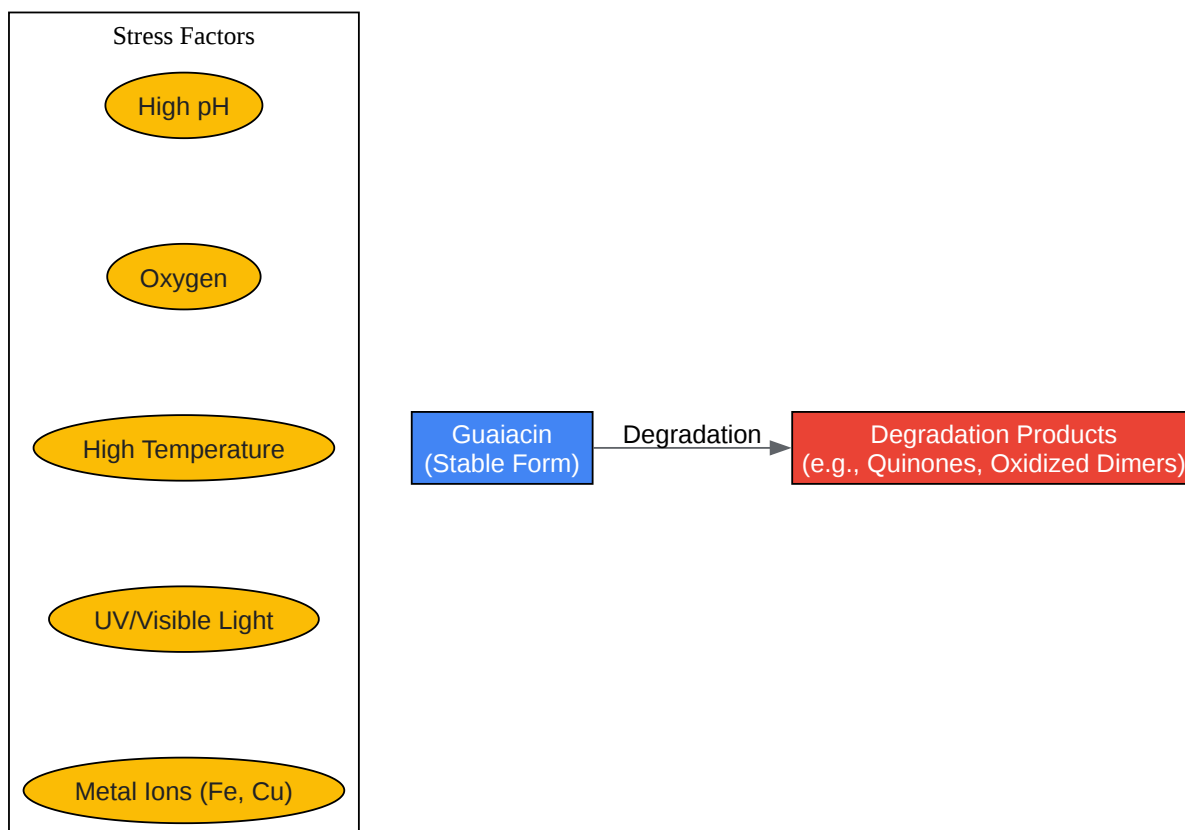 Stress Factors
High pH
Oxygen
High Temperature
UV/Visible Light
Metal Ions (Fe, Cu)
Guaiacin
(Stable Form)
Degradation
Degradation Products
(e.g., Quinones, Oxidized Dimers)